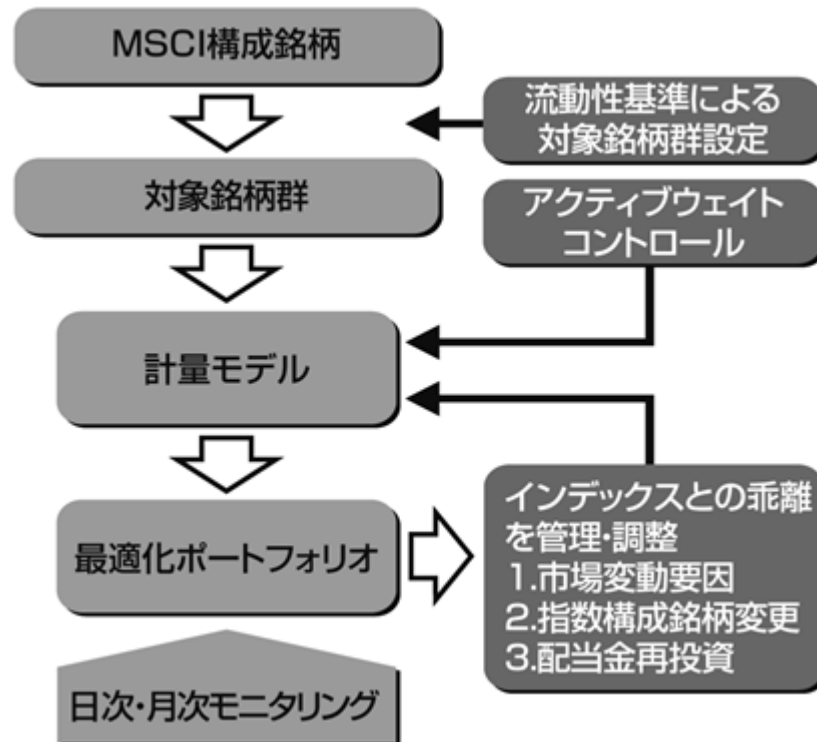 MSCI構成銘柄
流動性基準による
対象銘柄群設定
対象銘柄群
アクティブウェイト
コントロール
計量モデル
最適化ポートフォリオ
インデックスとの乖離
を管理・調整
1.市場変動要因
2.指数構成銘柄変更
3.配当金再投資
日次・月次モニタリング